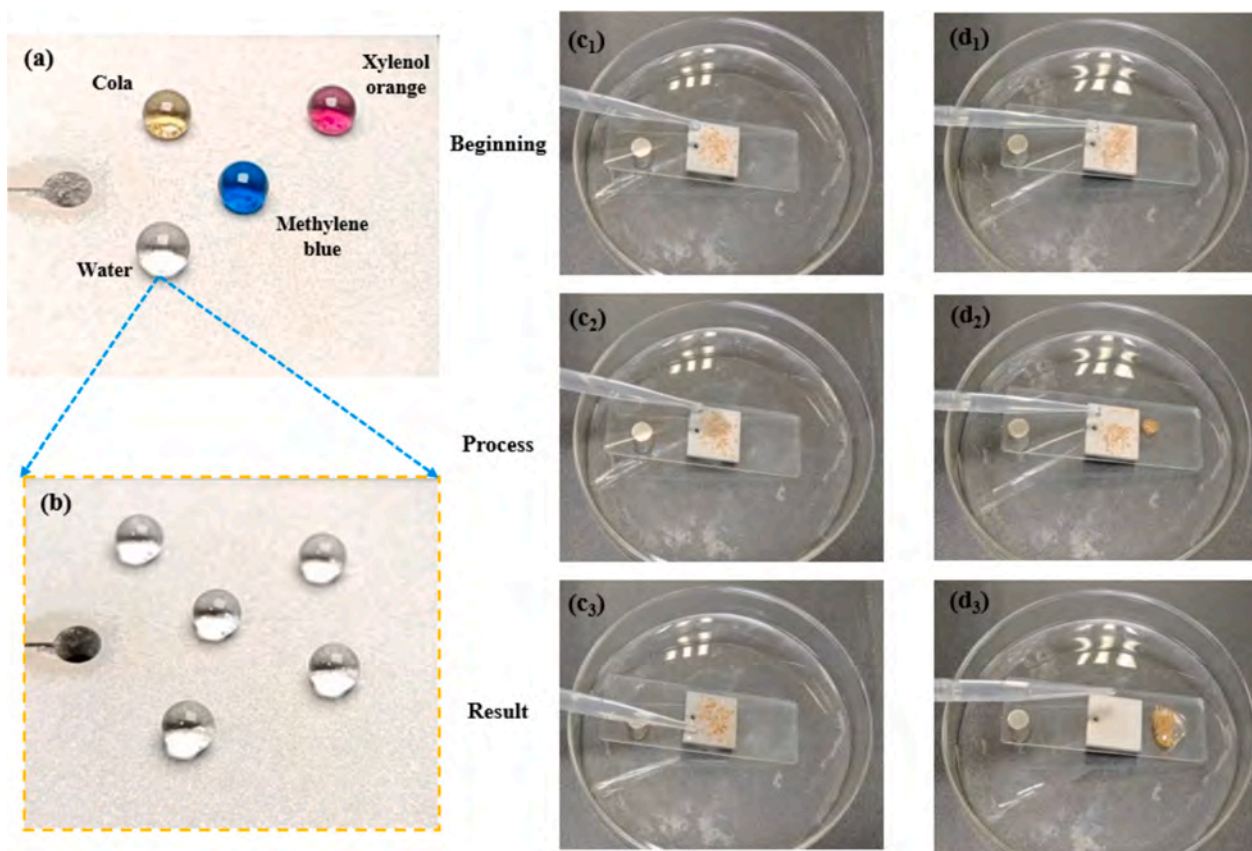 (a)
Cola
Xylenol
orange
Methylene
blue
Water
(b)
Beginning
(c₁)
(d₁)
Process
(c₂)
(d₂)
Result
(c₃)
(d₃)